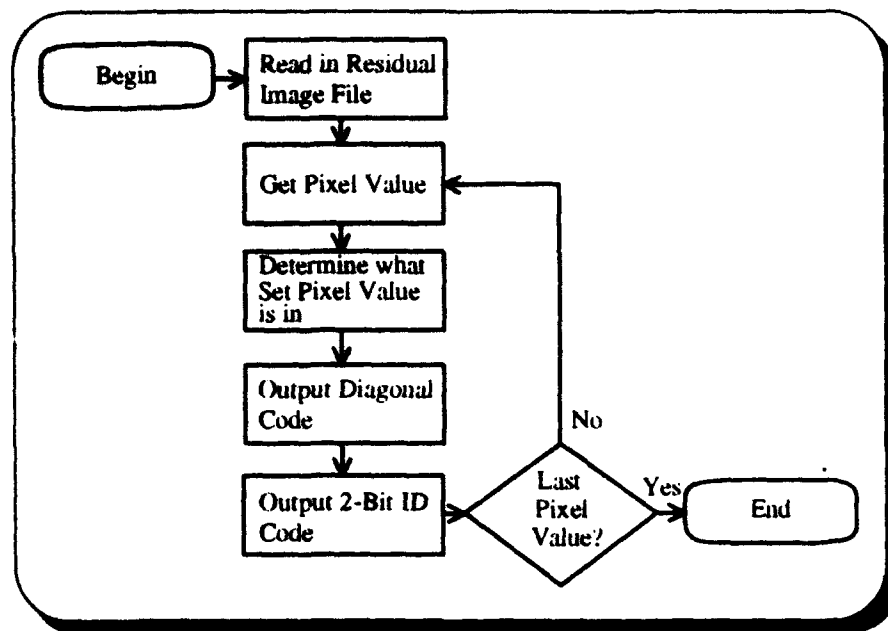 Begin
Read in Residual
Image File
Get Pixel Value
Determine what
Set Pixel Value
is in
Output Diagonal
Code
Output 2-Bit ID
Code
Last
Pixel
Value?
No
Yes
End